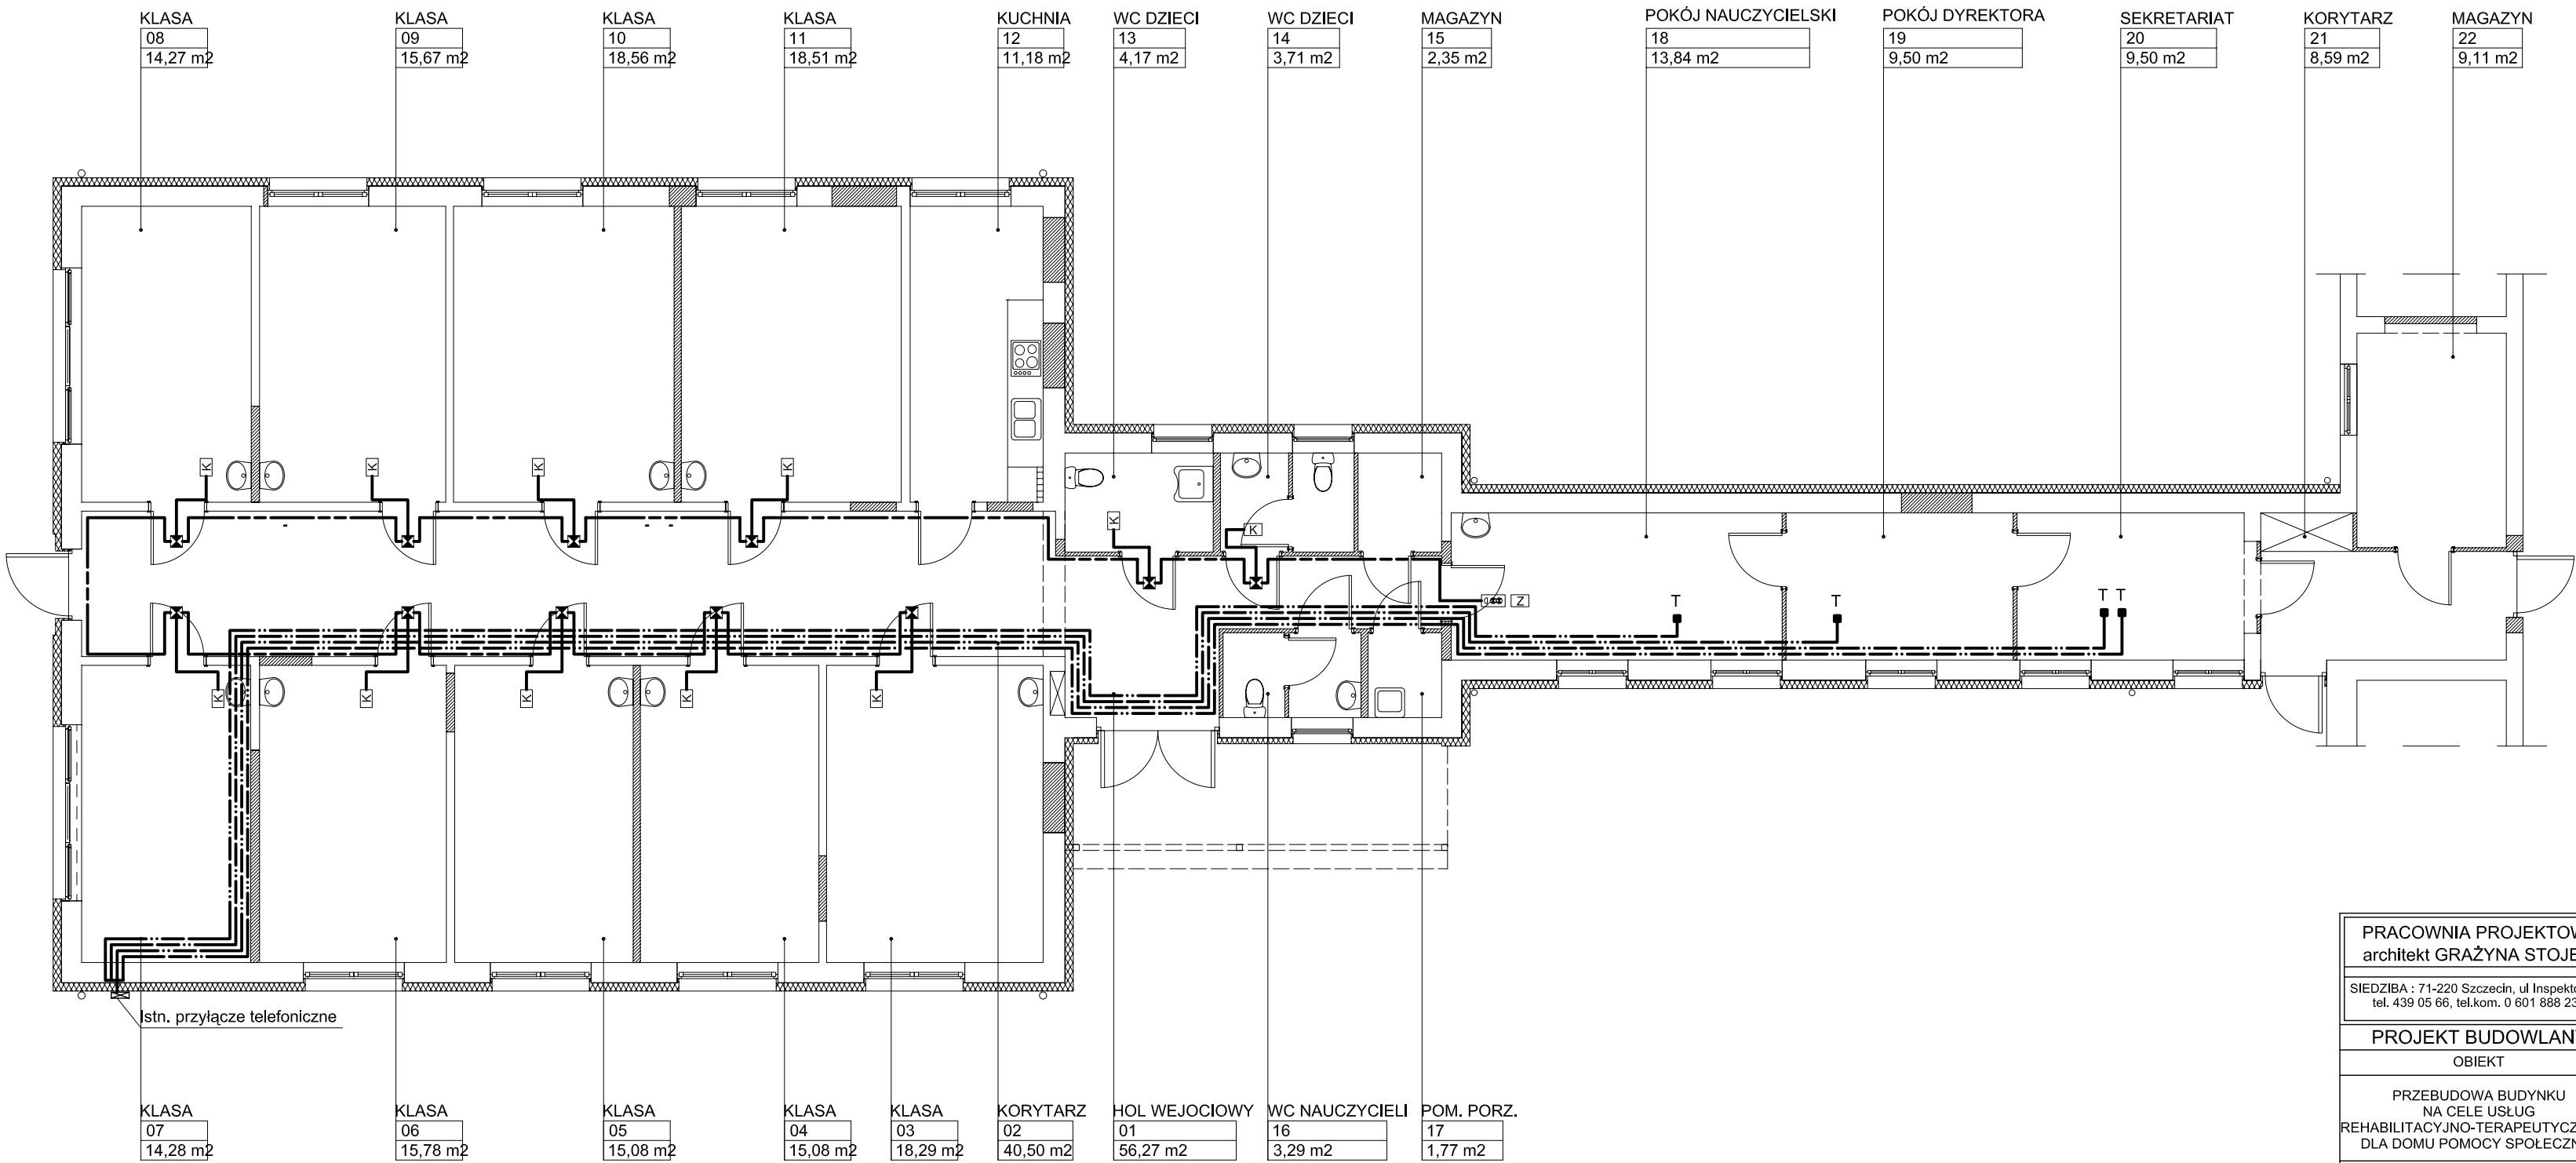 KLASA
08
14,27 m2
KLASA
09
15,67 m2
KLASA
10
18,56 m2
KLASA
11
18,51 m2
KUCHNIA
12
11,18 m2
WC DZIECI
13
4,17 m2
WC DZIECI
14
3,71 m2
MAGAZYN
15
2,35 m2
POKÓJ NAUCZYCIELSKI
18
13,84 m2
POKÓJ DYREKTORA
19
9,50 m2
SEKRETARIAT
20
9,50 m2
KORYTARZ
21
8,59 m2
MAGAZYN
22
9,11 m2
K
K
K
K
K
K
Z
T
T
T T
K
K
K
K
K
Istn. przyłącze telefoniczne
KLASA
07
14,28 m2
KLASA
06
15,78 m2
KLASA
05
15,08 m2
KLASA
04
15,08 m2
KLASA
03
18,29 m2
KORYTARZ
02
40,50 m2
HOL WEJOCIOWY
01
56,27 m2
WC NAUCZYCIELI
16
3,29 m2
POM. PORZ.
17
1,77 m2
PRACOWNIA PROJEKTOW
architekt GRAŻYNA STOJE
SIEDZIBA : 71-220 Szczecin, ul Inspekto
tel. 439 05 66, tel.kom. 0 601 888 23
PROJEKT BUDOWLAN
OBIEKT
PRZEBUDOWA BUDYNKU
NA CELE USŁUG
REHABILITACYJNO-TERAPEUTYCZ
DLA DOMU POMOCY SPOŁECZN